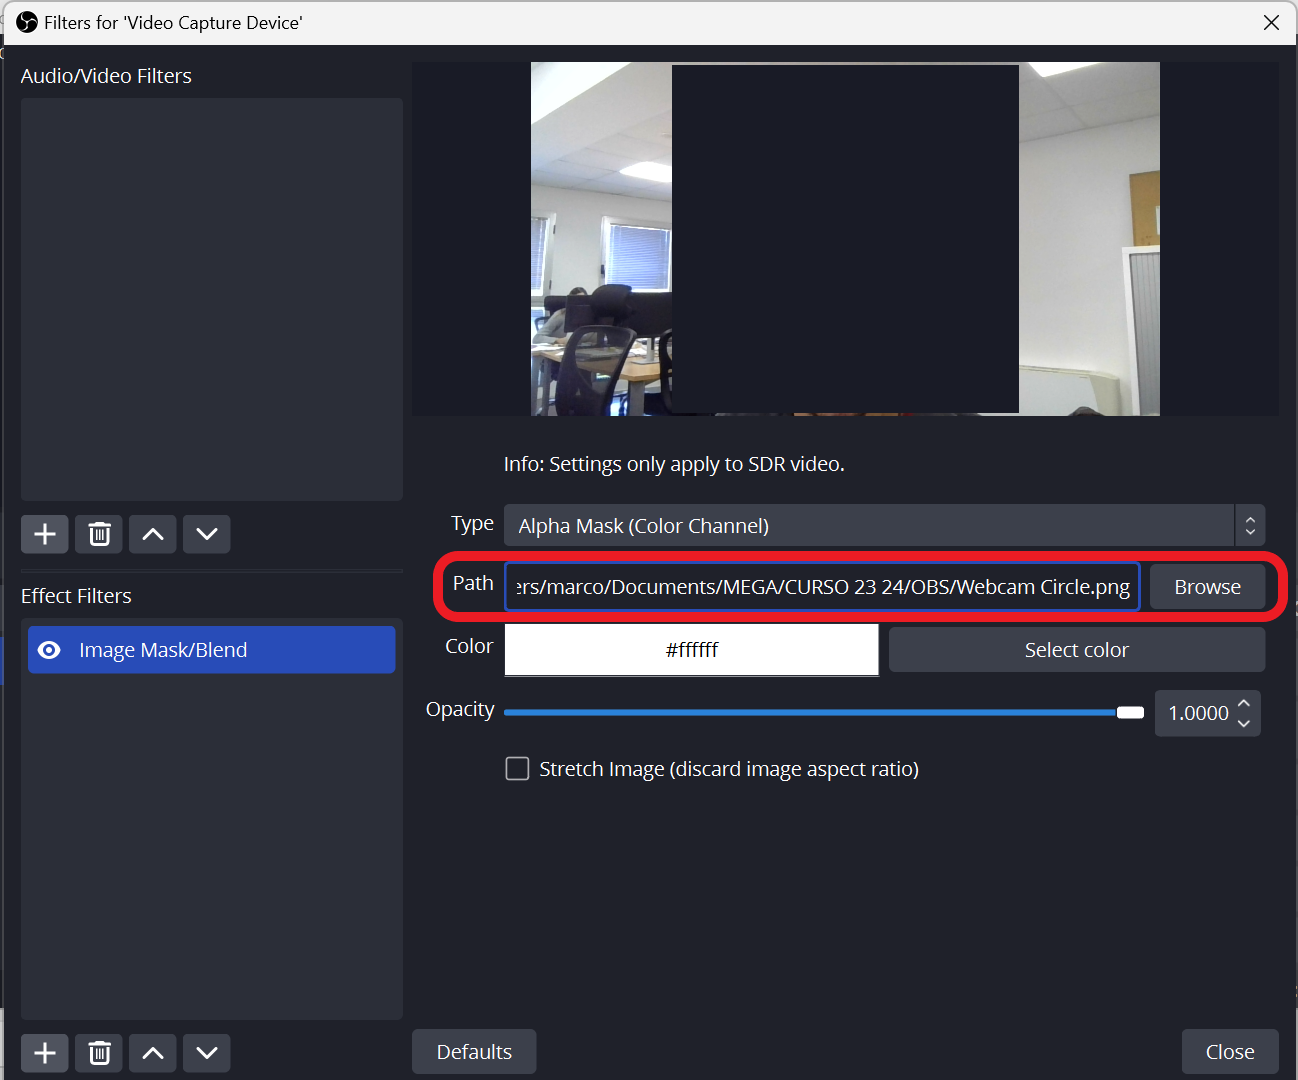 Filters for 'Video Capture Device'
Audio/Video Filters
Info: Settings only apply to SDR video.
Type Alpha Mask (Color Channel)
Path ers/marco/Documents/MEGA/CURSO 23 24/OBS/Webcam Circle.png Browse
Effect Filters
Image Mask/Blend
Color #ffffff Select color
Opacity 1.0000
Stretch Image (discard image aspect ratio)
Defaults
Close